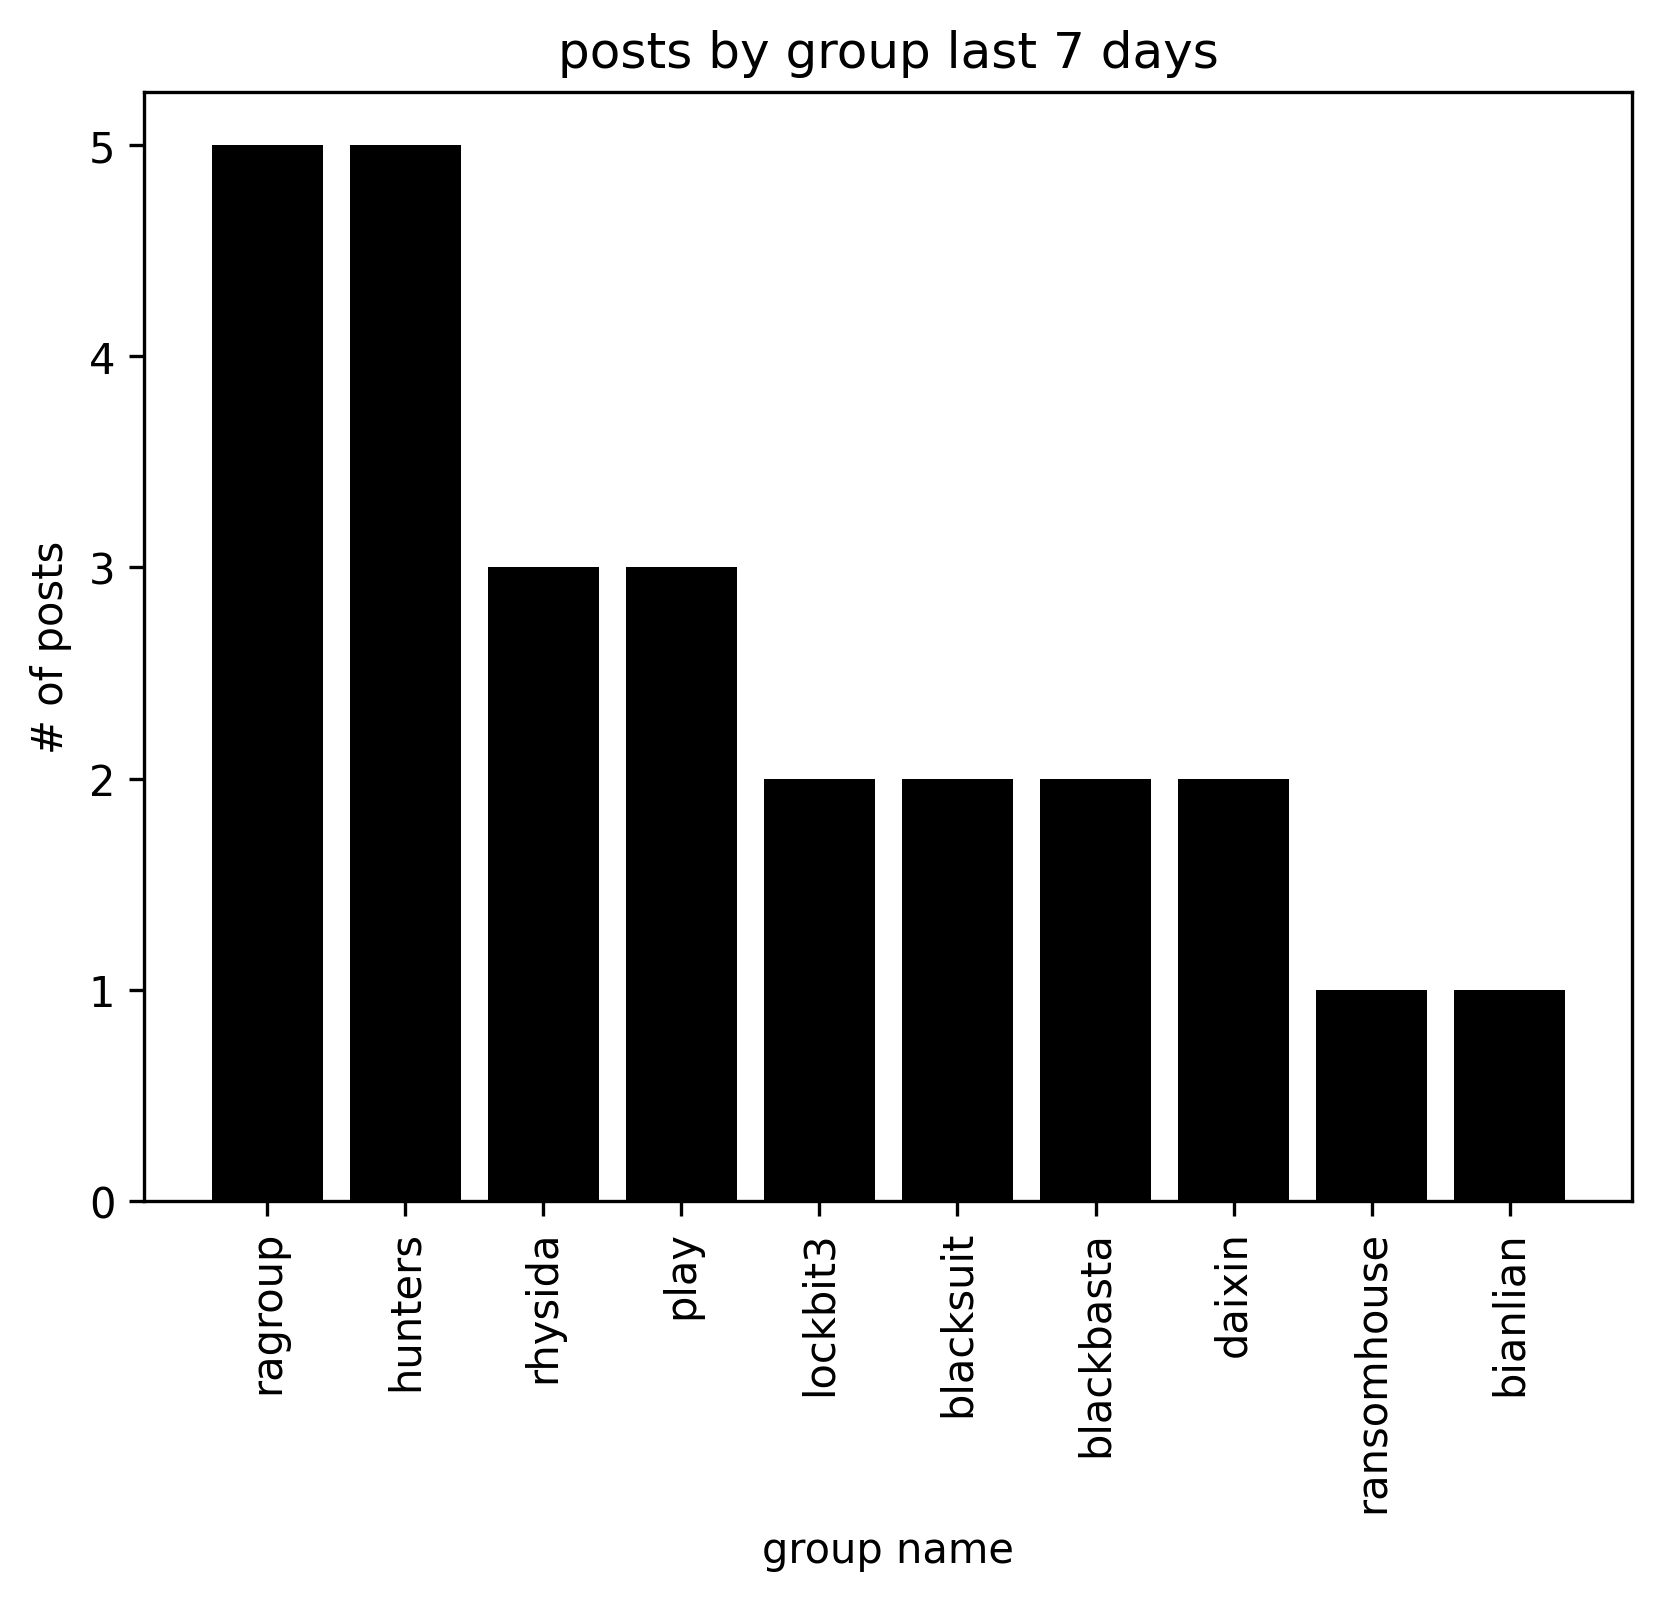 posts by group last 7 days
# of posts
5
4
3
2
1
0
ragroup
hunters
rhysida
play
lockbit3
blacksuit
blackbasta
daixin
ransomhouse
bianlian
group name